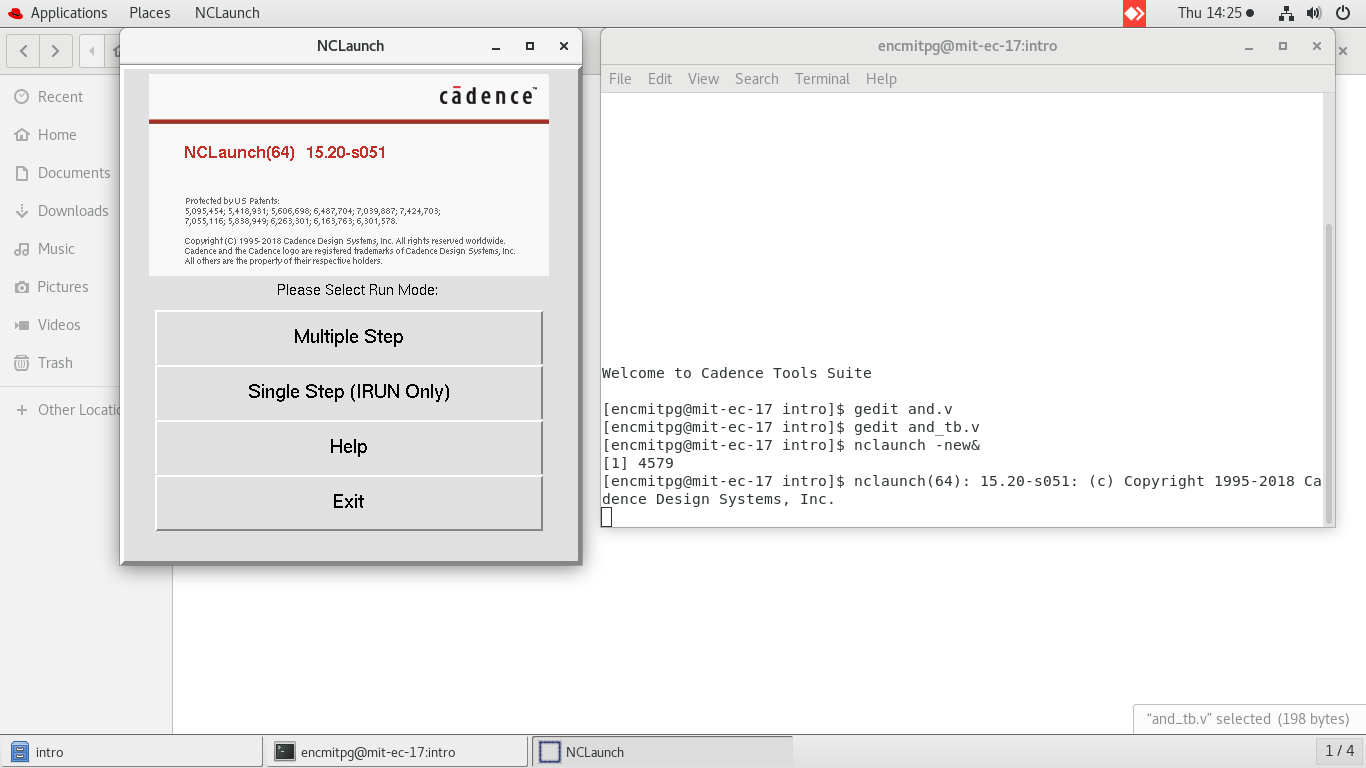 Applications Places NCLaunch
Thu 14:25
NCLaunch
cādence™
NCLaunch(64) 15.20-s051
Protected by US Patents:
5,095,454; 5,418,931; 5,606,698; 6,487,704; 7,039,887; 7,424,703;
7,055,116; 5,838,949; 6,263,301; 6,163,763; 6,301,578.
Copyright (C) 1995-2018 Cadence Design Systems, Inc. All rights reserved worldwide.
Cadence and the Cadence logo are registered trademarks of Cadence Design Systems, Inc.
All others are the property of their respective holders.
Please Select Run Mode:
Multiple Step
Single Step (IRUN Only)
Help
Exit
Recent
Home
Documents
Downloads
Music
Pictures
Videos
Trash
Other Locatic
encmitpg@mit-ec-17:intro
File Edit View Search Terminal Help
Welcome to Cadence Tools Suite
[encmitpg@mit-ec-17 intro]$ gedit and.v
[encmitpg@mit-ec-17 intro]$ gedit and_tb.v
[encmitpg@mit-ec-17 intro]$ nclaunch -new&
[1] 4579
[encmitpg@mit-ec-17 intro]$ nclaunch(64): 15.20-s051: (c) Copyright 1995-2018 Ca
dence Design Systems, Inc.
“and_tb.v” selected (198 bytes)
intro
encmitpg@mit-ec-17:intro
NCLaunch
1 / 4